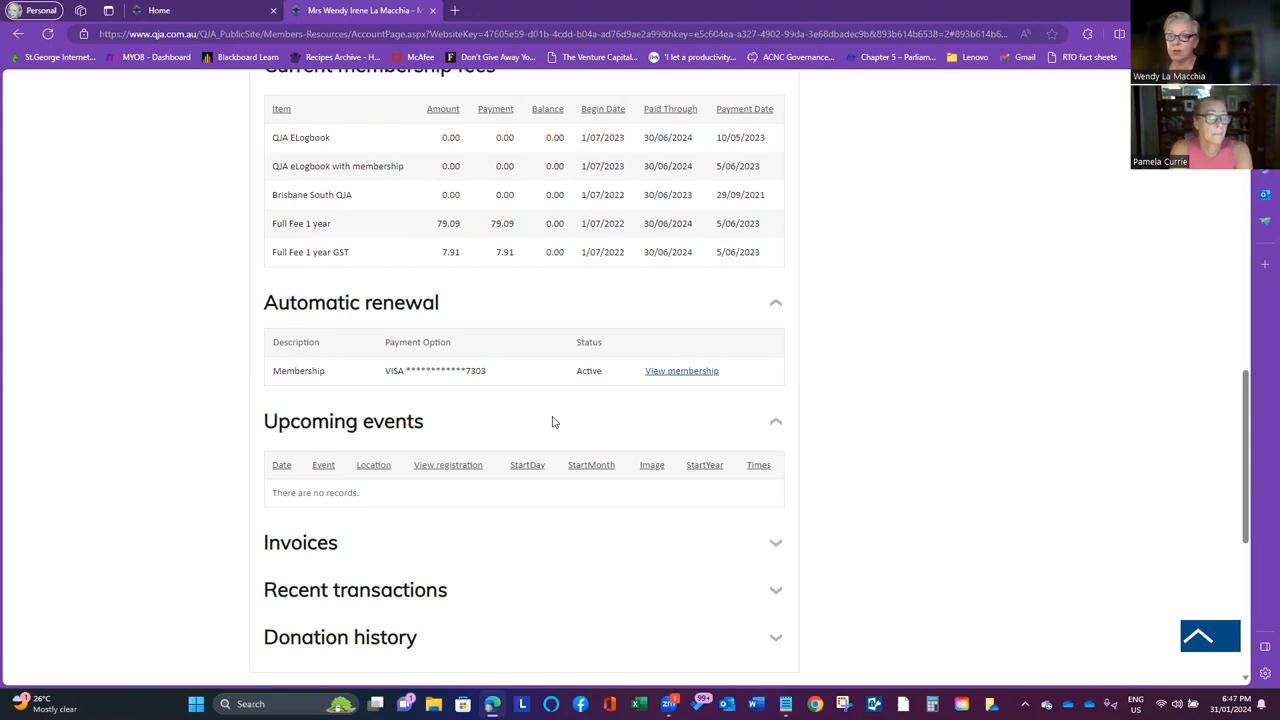 Personal
Home
Mrs Wendy Irene La Macchia - M
https://www.qja.com.au/QJA_PublicSite/Members-Resources/AccountPage.aspx?WebsiteKey=47605e59-d01b-4cdd-b04a-ad76d9ae2a99&hkey=e5c604ea-a327-4902-99da-3e68dbadec9b&893b614b6538=2#893b614b6...
St.George Internet...
MYOB - Dashboard
Blackboard Learn
Recipes Archive - H...
McAfee
Don't Give Away Yo...
The Venture Capital...
'I let a productivity...
ACNC Governance...
Chapter 5 – Parliam...
Lenovo
Gmail
RTO fact sheets
Wendy La Macchia
Pamela Currie
Current membership fees
Item Amount Payment Balance Begin Date Paid Through Payment Date
QJA ELogbook 0.00 0.00 0.00 1/07/2023 30/06/2024 10/05/2023
QJA eLogbook with membership 0.00 0.00 0.00 1/07/2023 30/06/2024 5/06/2023
Brisbane South QJA 0.00 0.00 0.00 1/07/2022 30/06/2023 29/09/2021
Full Fee 1 year 79.09 79.09 0.00 1/07/2022 30/06/2024 5/06/2023
Full Fee 1 year GST 7.91 7.91 0.00 1/07/2022 30/06/2024 5/06/2023
Automatic renewal
Description Payment Option Status
Membership VISA ************7303 Active View membership
Upcoming events
Date Event Location View registration StartDay StartMonth Image StartYear Times
There are no records.
Invoices
Recent transactions
Donation history
26°C
Mostly clear
Search
1
99+
ENG
US
6:47 PM
31/01/2024